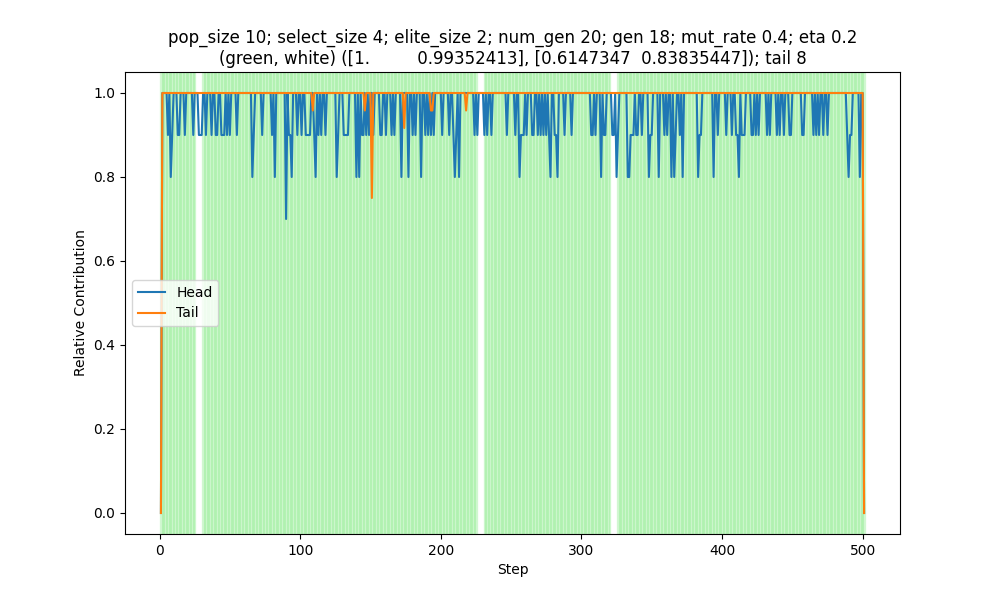 pop_size 10; select_size 4; elite_size 2; num_gen 20; gen 18; mut_rate 0.4; eta 0.2
(green, white) ([1.          0.99352413], [0.6147347  0.83835447]); tail 8
1.0
0.8
0.6
0.4
0.2
0.0
Relative Contribution
Head
Tail
0
100
200
300
400
500
Step